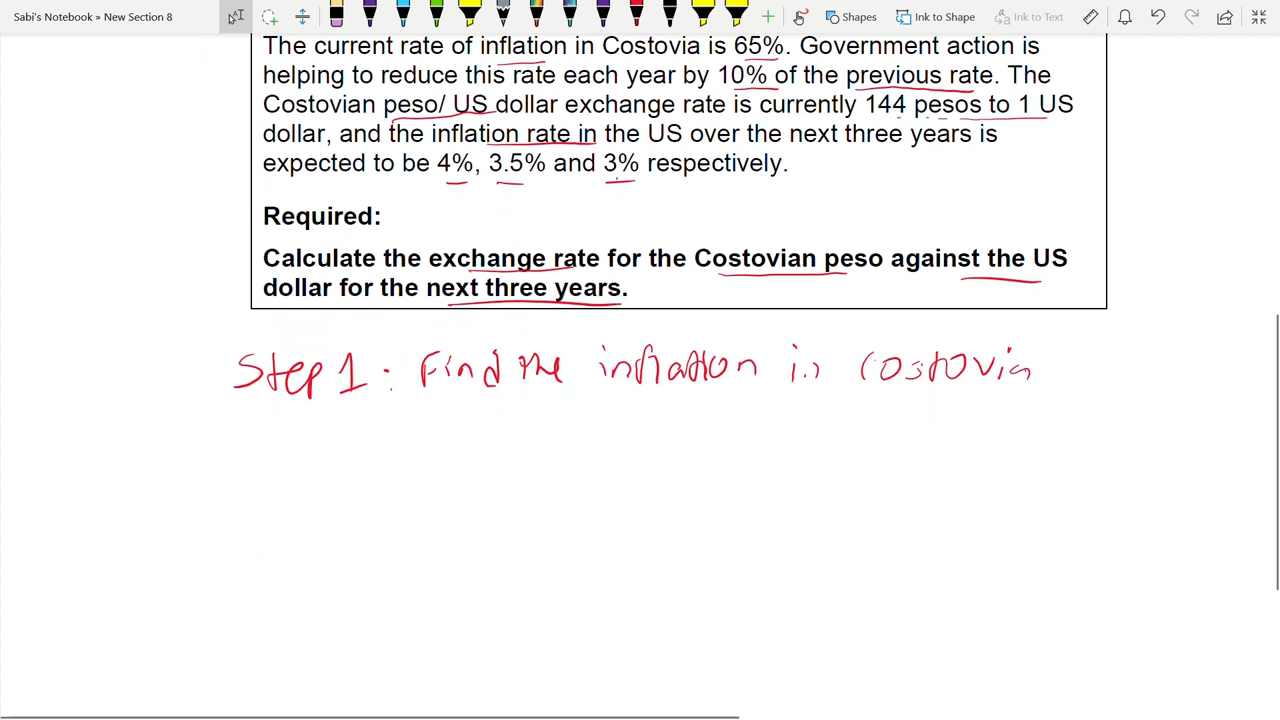 Sabi's Notebook » New Section 8
Shapes
Ink to Shape
Ink to Text
The current rate of inflation in Costovia is 65%. Government action is
helping to reduce this rate each year by 10% of the previous rate. The
Costovian peso/ US dollar exchange rate is currently 144 pesos to 1 US
dollar, and the inflation rate in the US over the next three years is
expected to be 4%, 3.5% and 3% respectively.
Required:
Calculate the exchange rate for the Costovian peso against the US
dollar for the next three years.
Step 1: Find the inflation in Costovia